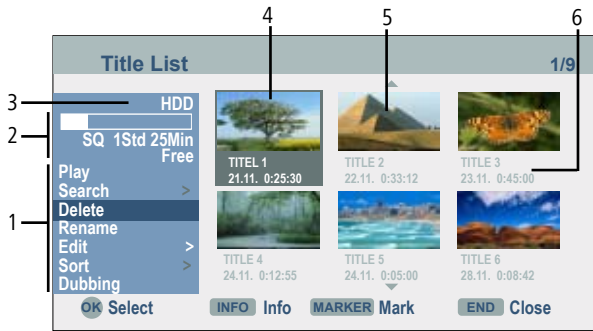 4 5 6
Title List 1/9
3 HDD
2
SQ 1Std 25Min
Free
1
Play
Search >
Delete
Rename
Edit >
Sort >
Dubbing
TITEL 1
21.11. 0:25:30
TITLE 2
22.11. 0:33:12
TITLE 3
23.11. 0:45:00
TITLE 4
24.11. 0:12:55
TITLE 5
24.11. 0:05:00
TITLE 6
28.11. 0:08:42
OK Select INFO Info MARKER Mark END Close